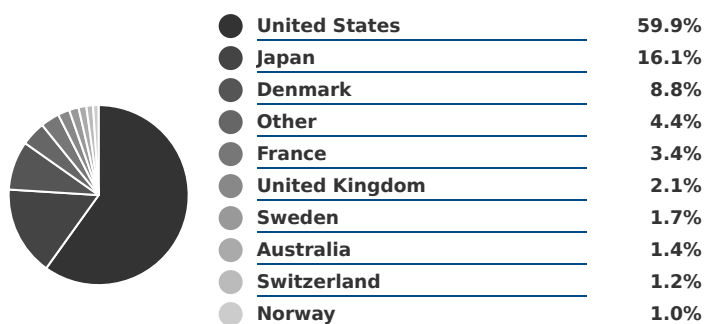 United States 59.9%
Japan 16.1%
Denmark 8.8%
Other 4.4%
France 3.4%
United Kingdom 2.1%
Sweden 1.7%
Australia 1.4%
Switzerland 1.2%
Norway 1.0%